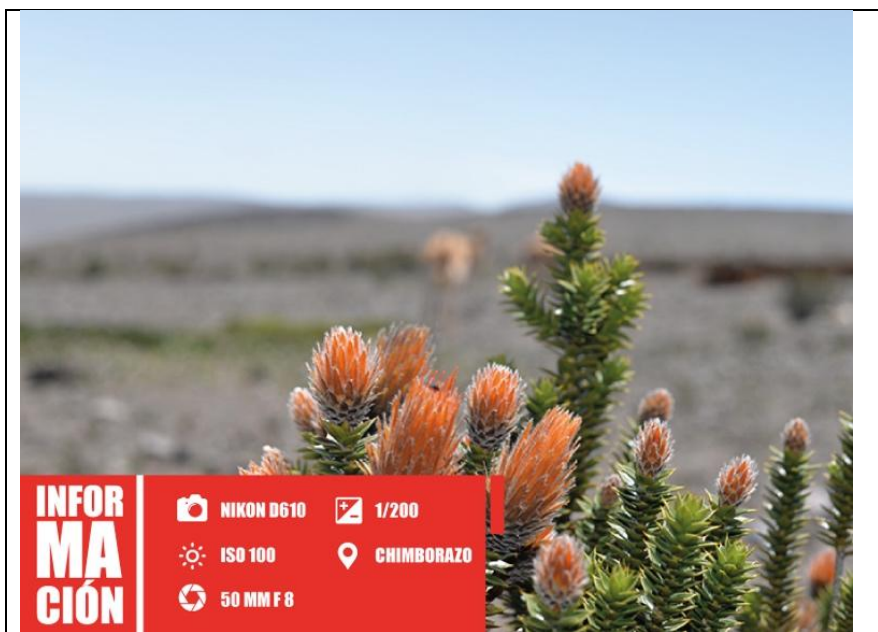 INFOR
MA
CIÓN
NIKON D610
1/200
ISO 100
CHIMBORAZO
50 MM F 8